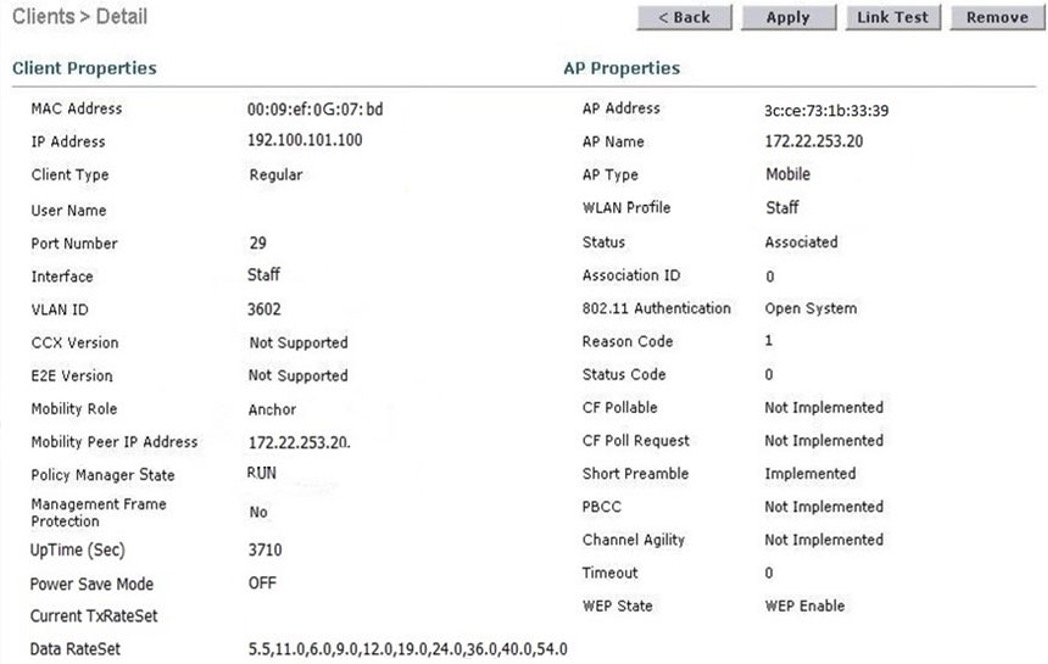 Clients > Detail
< Back
Apply
Link Test
Remove
Client Properties
MAC Address 00:09:ef:0G:07:bd
IP Address 192.100.101.100
Client Type Regular
User Name
Port Number 29
Interface Staff
VLAN ID 3602
CCX Version Not Supported
E2E Version Not Supported
Mobility Role Anchor
Mobility Peer IP Address 172.22.253.20.
Policy Manager State RUN
Management Frame
Protection No
UpTime (Sec) 3710
Power Save Mode OFF
Current TxRateSet
Data RateSet 5.5,11.0,6.0,9.0,12.0,19.0,24.0,36.0,40.0,54.0
AP Properties
AP Address 3c:ce:73:1b:33:39
AP Name 172.22.253.20
AP Type Mobile
WLAN Profile Staff
Status Associated
Association ID 0
802.11 Authentication Open System
Reason Code 1
Status Code 0
CF Pollable Not Implemented
CF Poll Request Not Implemented
Short Preamble Implemented
PBCC Not Implemented
Channel Agility Not Implemented
Timeout 0
WEP State WEP Enable